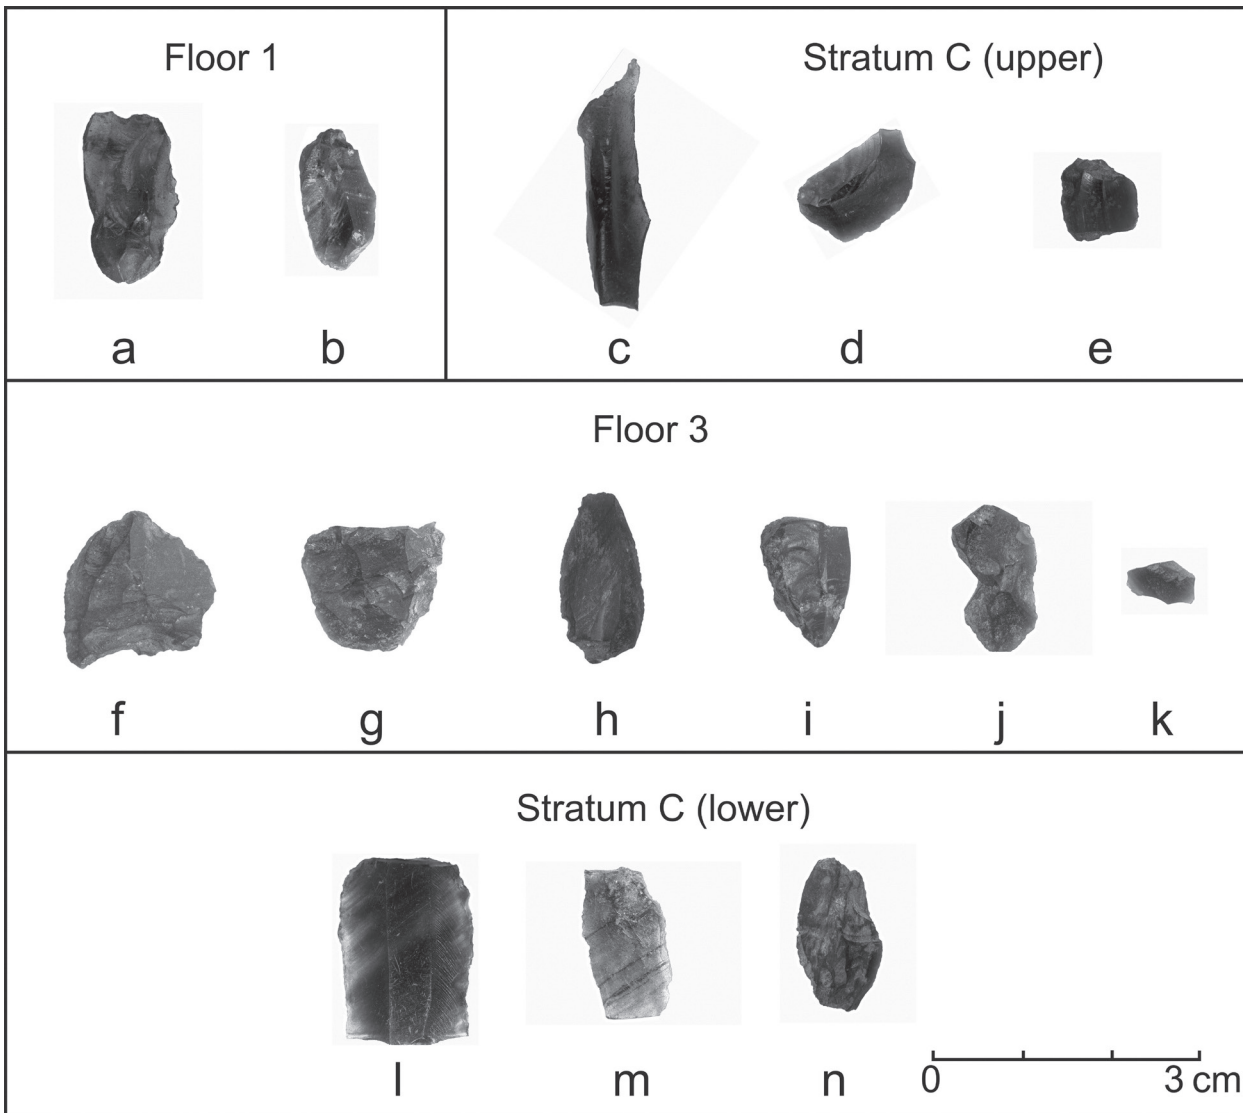 Floor 1
Stratum C (upper)
a
b
c
d
e
Floor 3
f
g
h
i
j
k
Stratum C (lower)
l
m
n
0
3 cm